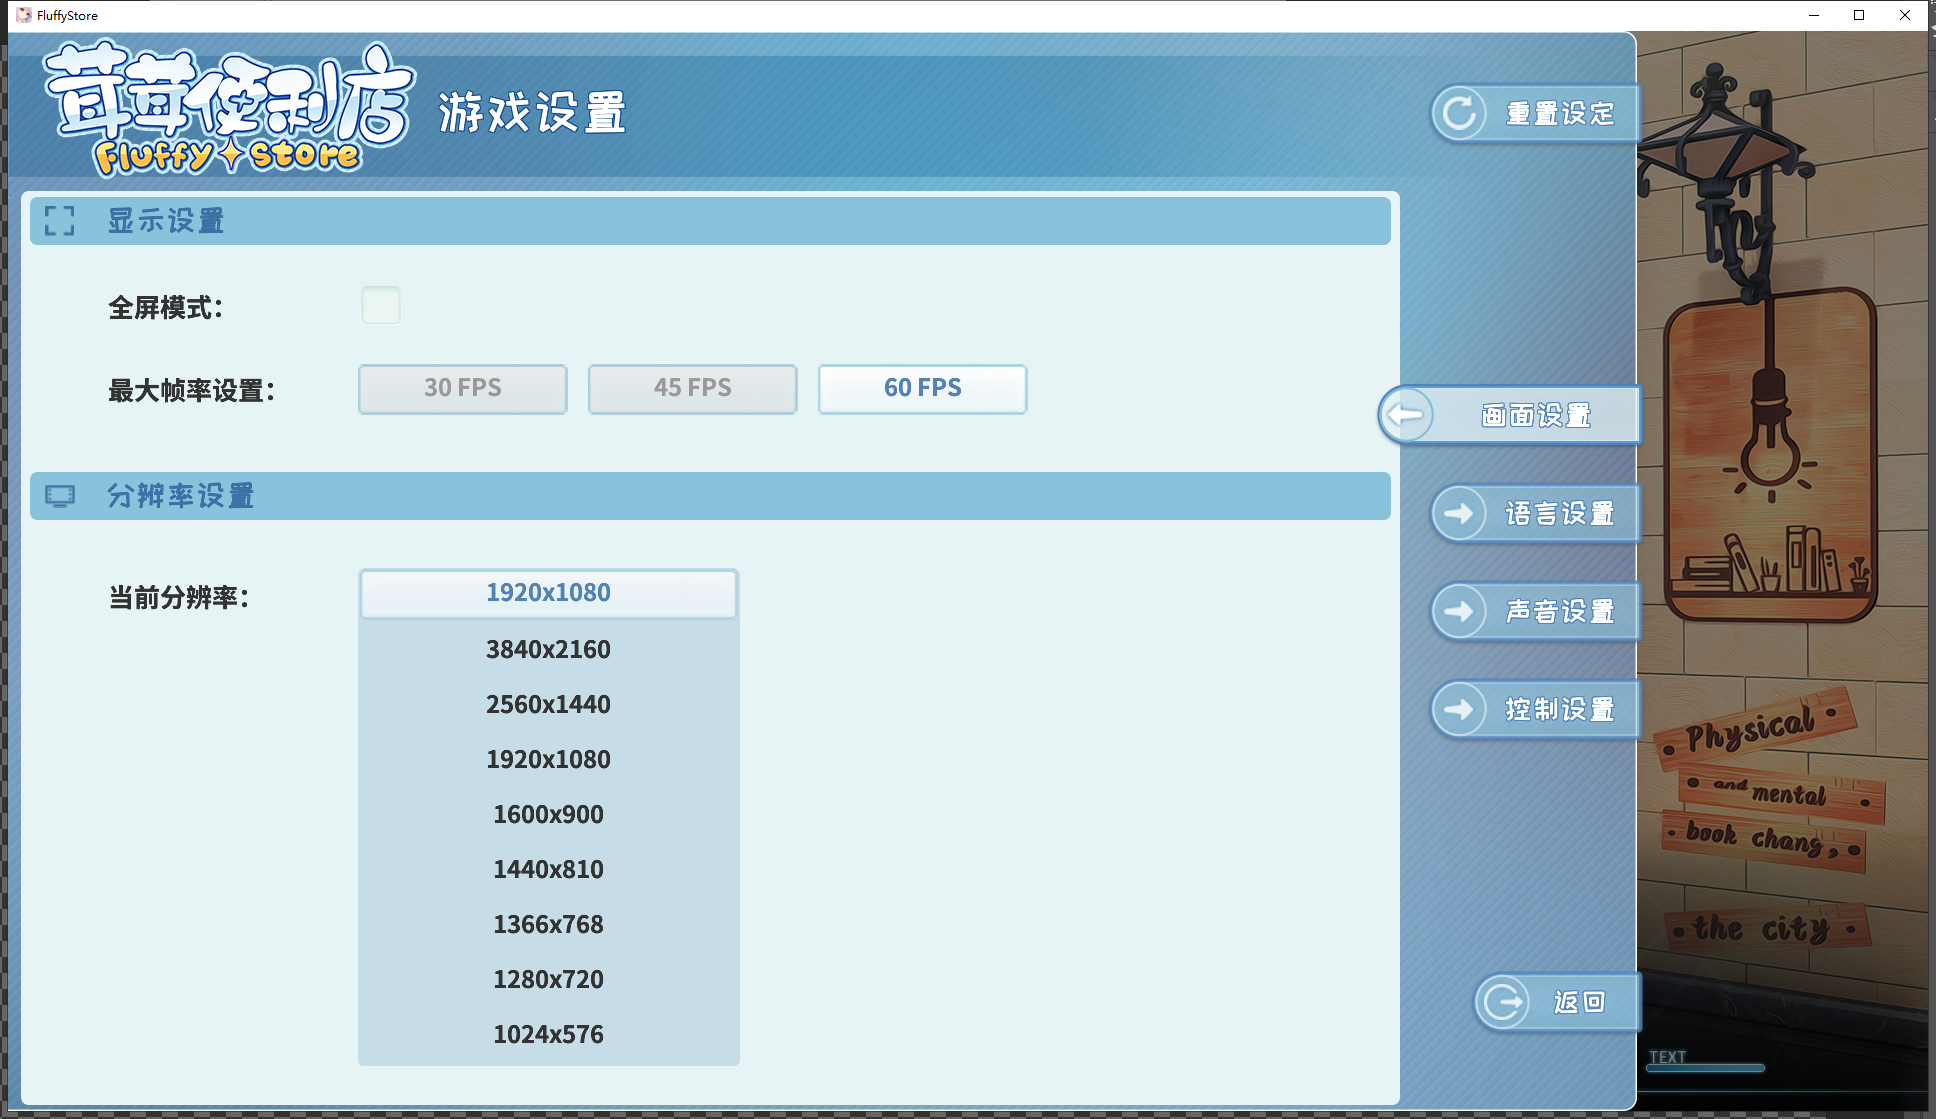 FluffyStore
茸茸便利店
Fluffy Store
游戏设置
重置设定
显示设置
全屏模式：
最大帧率设置：
30 FPS
45 FPS
60 FPS
画面设置
分辨率设置
语言设置
当前分辨率：
1920x1080
3840x2160
2560x1440
1920x1080
1600x900
1440x810
1366x768
1280x720
1024x576
声音设置
控制设置
返回
Physical
and mental
book chang,
the city
TEXT